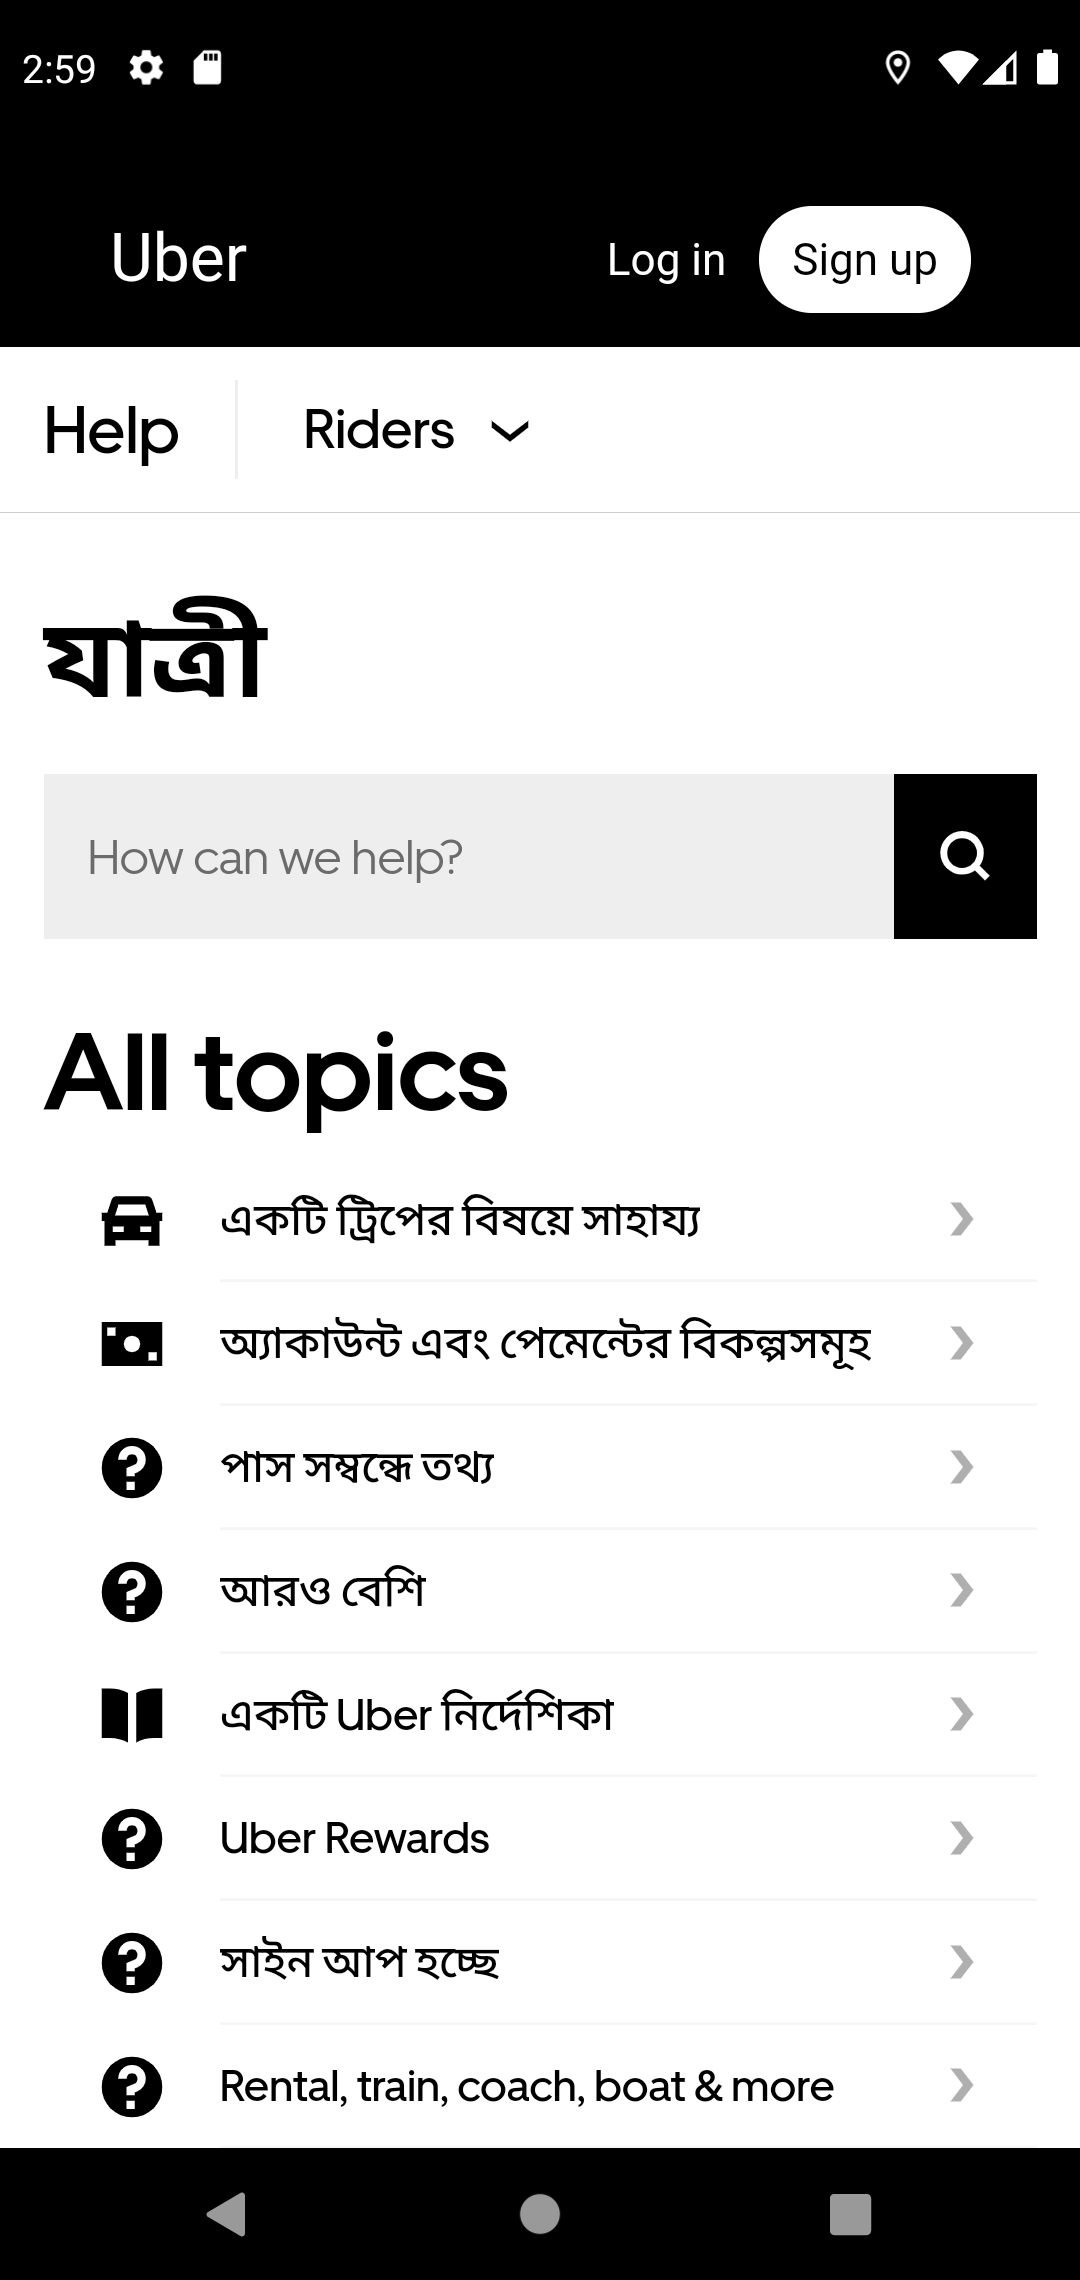 2:59
Uber
Log in
Sign up
Help
Riders
যাত্রী
How can we help?
All topics
একটি ট্রিপের বিষয়ে সাহায্য
অ্যাকাউন্ট এবং পেমেন্টের বিকল্পসমূহ
পাস সম্বন্ধে তথ্য
আরও বেশি
একটি Uber নির্দেশিকা
Uber Rewards
সাইন আপ হচ্ছে
Rental, train, coach, boat & more